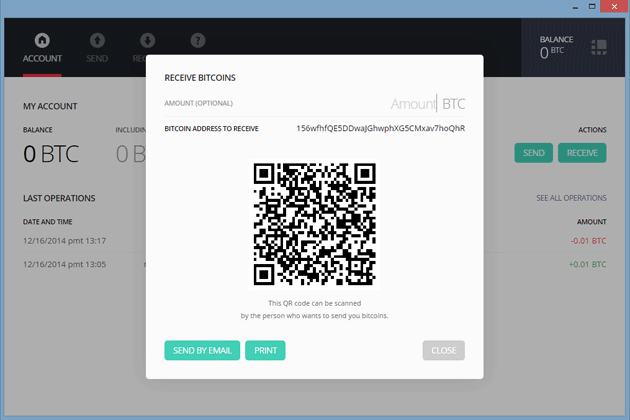 BALANCE
0 BTC
ACCOUNT
SEND
?
RECEIVE BITCOINS
AMOUNT (OPTIONAL)
Amount BTC
BITCOIN ADDRESS TO RECEIVE
156wfhfQE5DDwaJGhwphXG5CMxav7hoQhR
MY ACCOUNT
BALANCE
INCLUDIN
ACTIONS
0 BTC
0 B
SEND
RECEIVE
LAST OPERATIONS
SEE ALL OPERATIONS
DATE AND TIME
AMOUNT
12/16/2014 pmt 13:17
-0.01 BTC
12/16/2014 pmt 13:05
+0.01 BTC
This QR code can be scanned
by the person who wants to send you bitcoins.
SEND BY EMAIL
PRINT
CLOSE